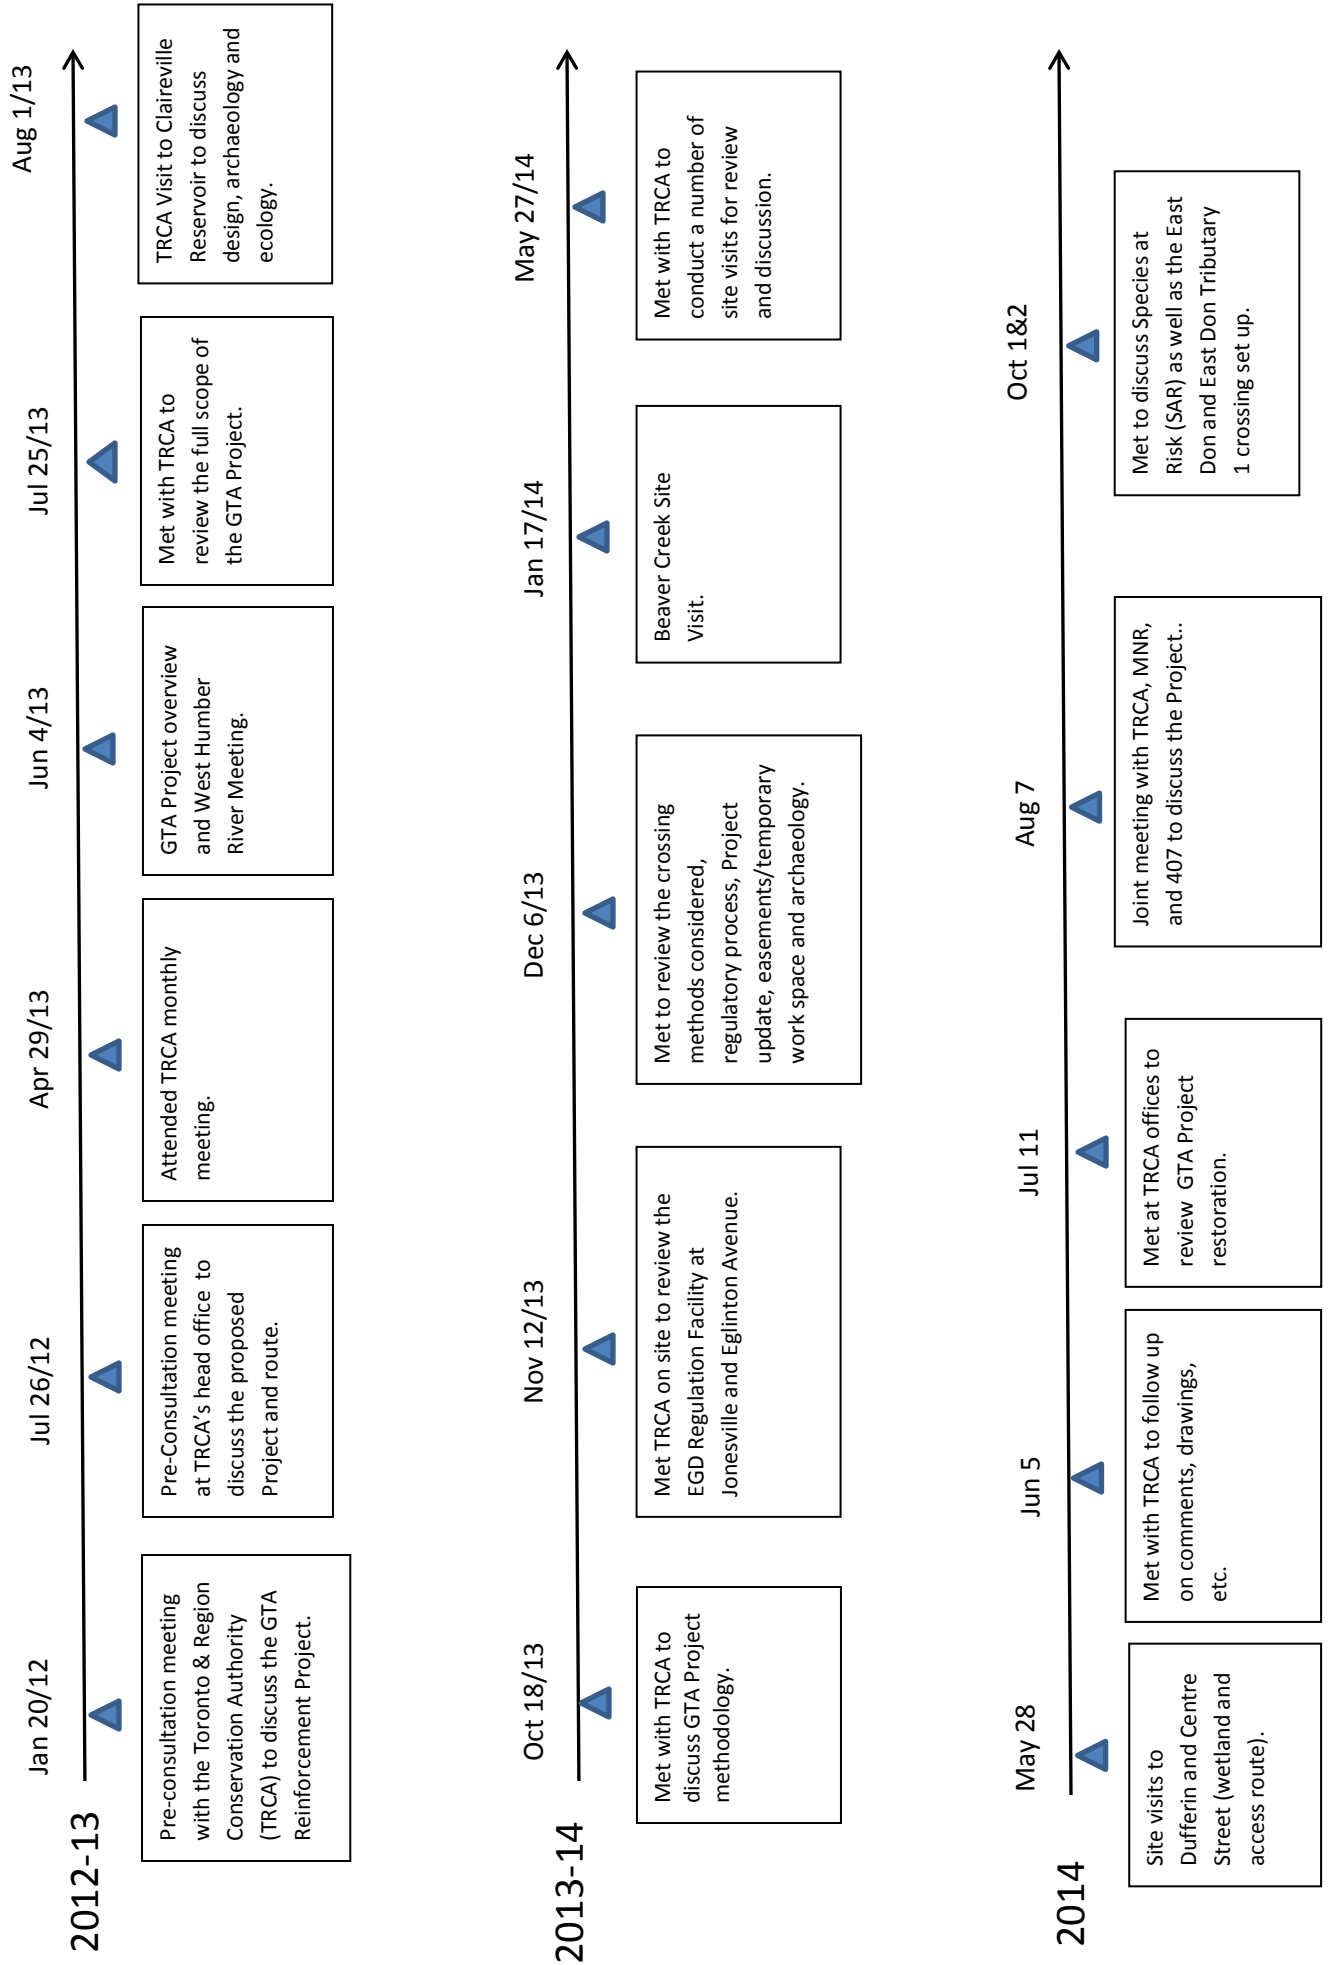 2012-13
Jan 20/12
Pre-consultation meeting
with the Toronto & Region
Conservation Authority
(TRCA) to discuss the GTA
Reinforcement Project.
Jul 26/12
Pre-Consultation meeting
at TRCA’s head office to
discuss the proposed
Project and route.
Apr 29/13
Attended TRCA monthly
meeting.
Jun 4/13
GTA Project overview
and West Humber
River Meeting.
Jul 25/13
Met with TRCA to
review the full scope of
the GTA Project.
Aug 1/13
TRCA Visit to Claireville
Reservoir to discuss
design, archaeology and
ecology.
2013-14
Oct 18/13
Met with TRCA to
discuss GTA Project
methodology.
Nov 12/13
Met TRCA on site to review the
EGD Regulation Facility at
Jonesville and Eglinton Avenue.
Dec 6/13
Met to review the crossing
methods considered,
regulatory process, Project
update, easements/temporary
work space and archaeology.
Jan 17/14
Beaver Creek Site
Visit.
May 27/14
Met with TRCA to
conduct a number of
site visits for review
and discussion.
2014
May 28
Site visits to
Dufferin and Centre
Street (wetland and
access route).
Jun 5
Met with TRCA to follow up
on comments, drawings,
etc.
Jul 11
Met at TRCA offices to
review GTA Project
restoration.
Aug 7
Joint meeting with TRCA, MNR,
and 407 to discuss the Project..
Oct 1&2
Met to discuss Species at
Risk (SAR) as well as the East
Don and East Don Tributary
1 crossing set up.